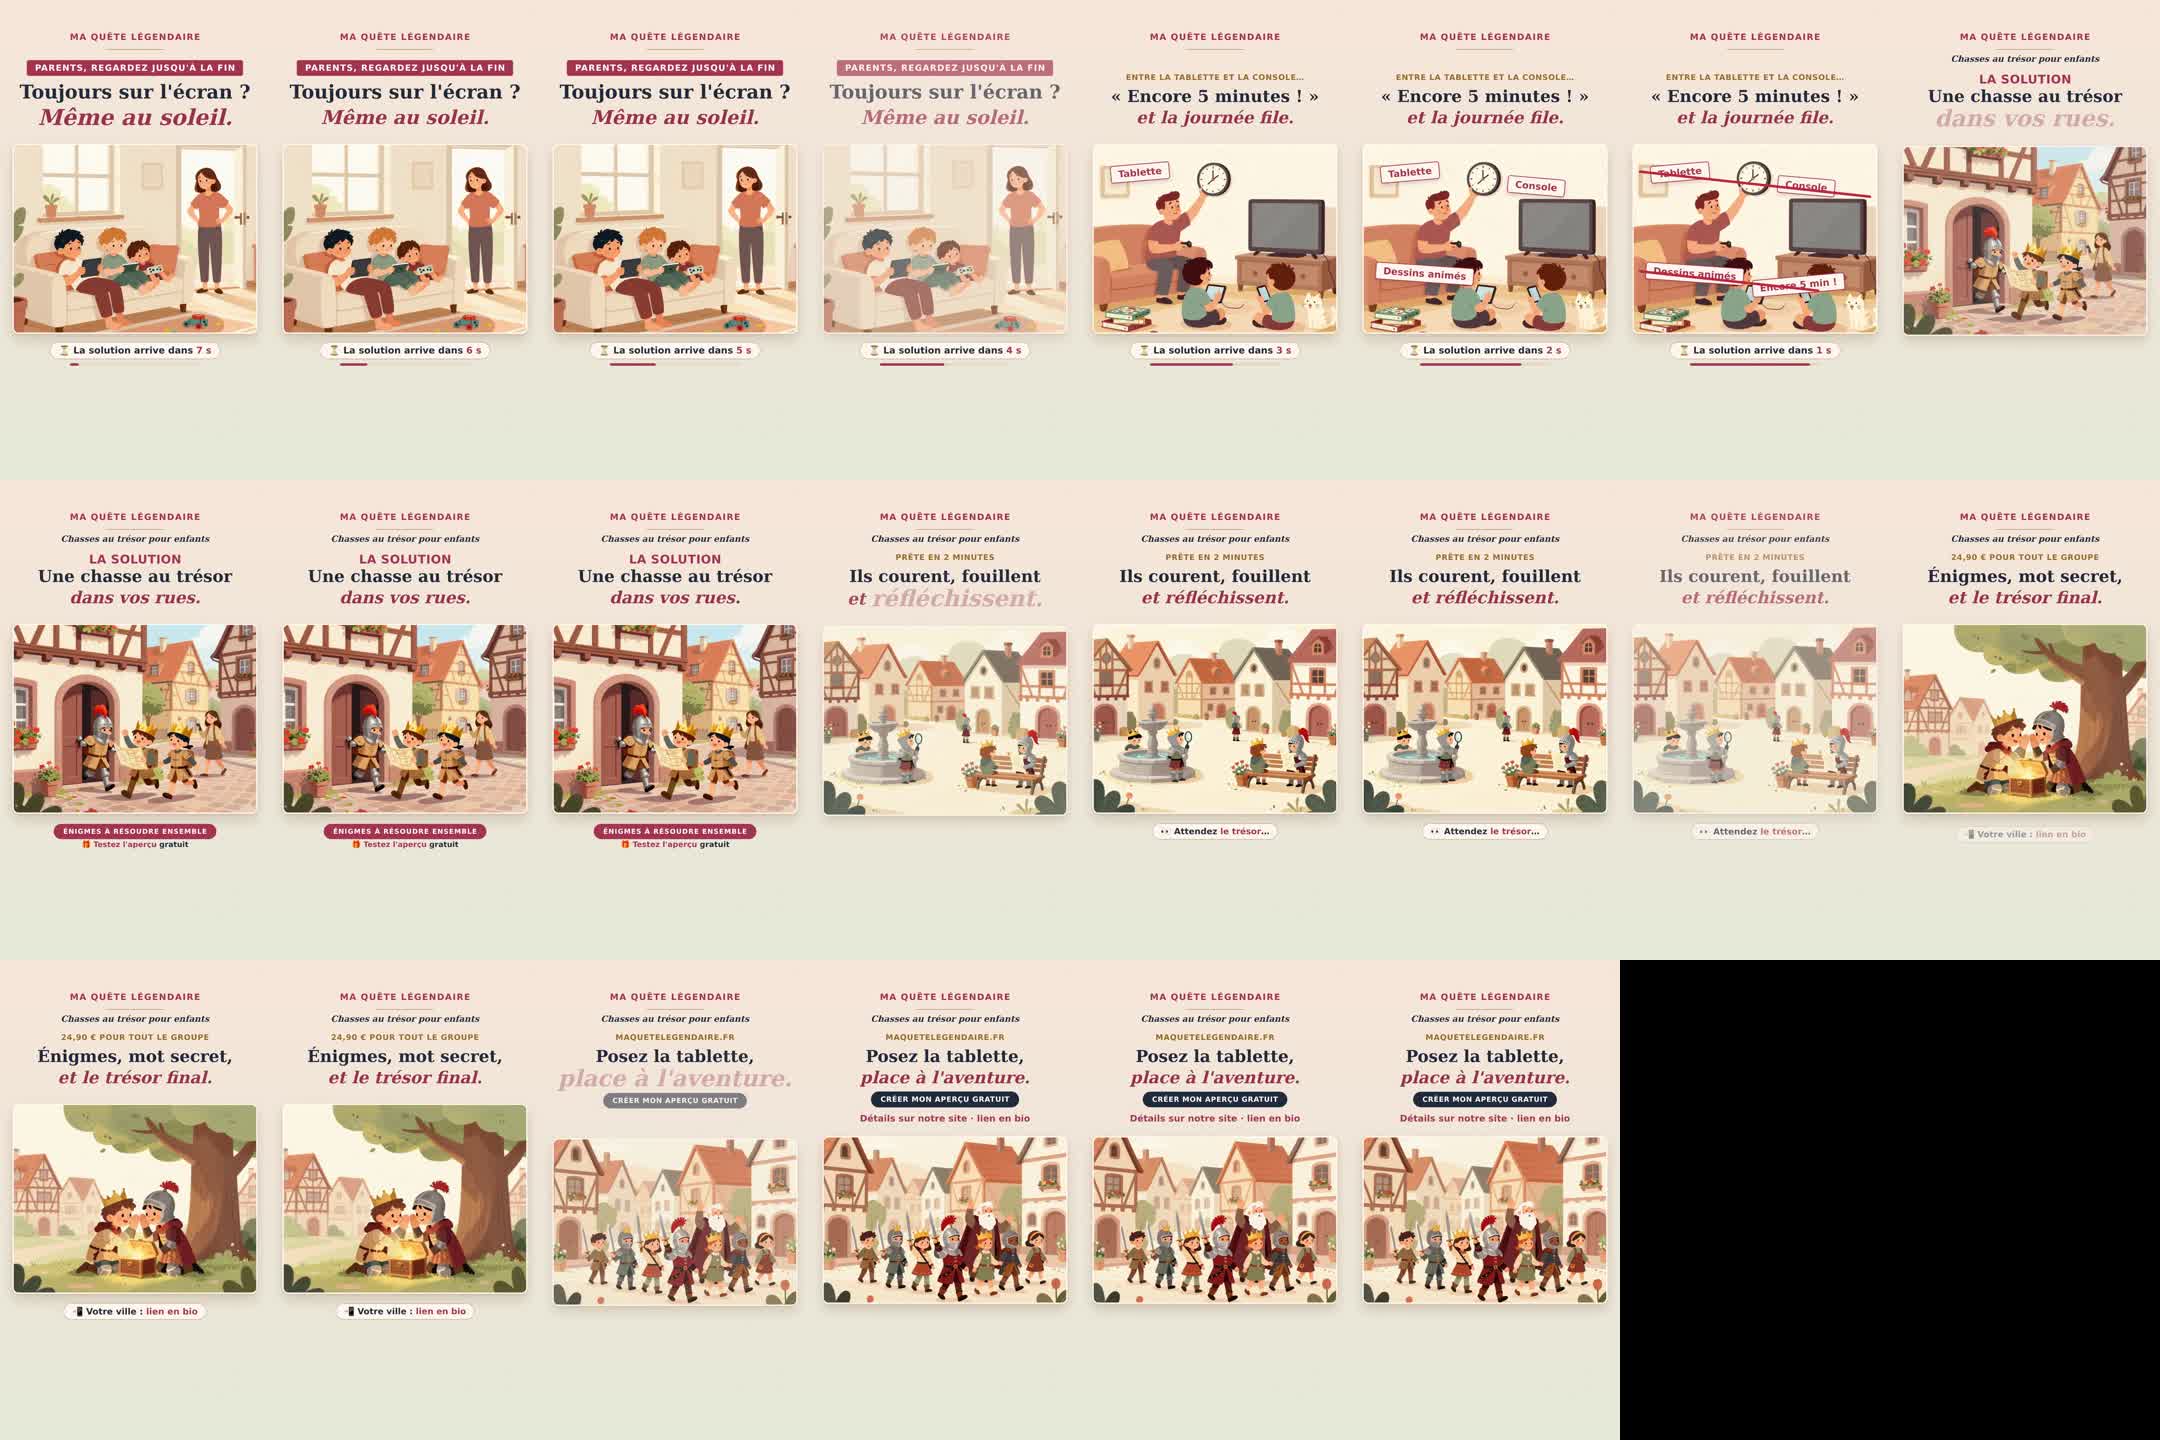 MA QUÊTE LÉGENDAIRE
PARENTS, REGARDEZ JUSQU'À LA FIN
Toujours sur l'écran ?
Même au soleil.
⏳ La solution arrive dans 7 s
MA QUÊTE LÉGENDAIRE
PARENTS, REGARDEZ JUSQU'À LA FIN
Toujours sur l'écran ?
Même au soleil.
⏳ La solution arrive dans 6 s
MA QUÊTE LÉGENDAIRE
PARENTS, REGARDEZ JUSQU'À LA FIN
Toujours sur l'écran ?
Même au soleil.
⏳ La solution arrive dans 5 s
MA QUÊTE LÉGENDAIRE
PARENTS, REGARDEZ JUSQU'À LA FIN
Toujours sur l'écran ?
Même au soleil.
⏳ La solution arrive dans 4 s
MA QUÊTE LÉGENDAIRE
ENTRE LA TABLETTE ET LA CONSOLE…
« Encore 5 minutes ! »
et la journée file.
Tablette
⏳ La solution arrive dans 3 s
MA QUÊTE LÉGENDAIRE
ENTRE LA TABLETTE ET LA CONSOLE…
« Encore 5 minutes ! »
et la journée file.
Tablette
Console
Dessins animés
⏳ La solution arrive dans 2 s
MA QUÊTE LÉGENDAIRE
ENTRE LA TABLETTE ET LA CONSOLE…
« Encore 5 minutes ! »
et la journée file.
Tablette
Console
Dessins animés
Encore 5 min !
⏳ La solution arrive dans 1 s
MA QUÊTE LÉGENDAIRE
Chasses au trésor pour enfants
LA SOLUTION
Une chasse au trésor
dans vos rues.
MA QUÊTE LÉGENDAIRE
Chasses au trésor pour enfants
LA SOLUTION
Une chasse au trésor
dans vos rues.
ÉNIGMES À RÉSOUDRE ENSEMBLE
🎁 Testez l'aperçu gratuit
MA QUÊTE LÉGENDAIRE
Chasses au trésor pour enfants
LA SOLUTION
Une chasse au trésor
dans vos rues.
ÉNIGMES À RÉSOUDRE ENSEMBLE
🎁 Testez l'aperçu gratuit
MA QUÊTE LÉGENDAIRE
Chasses au trésor pour enfants
LA SOLUTION
Une chasse au trésor
dans vos rues.
ÉNIGMES À RÉSOUDRE ENSEMBLE
🎁 Testez l'aperçu gratuit
MA QUÊTE LÉGENDAIRE
Chasses au trésor pour enfants
PRÊTE EN 2 MINUTES
Ils courent, fouillent
et réfléchissent.
MA QUÊTE LÉGENDAIRE
Chasses au trésor pour enfants
PRÊTE EN 2 MINUTES
Ils courent, fouillent
et réfléchissent.
👀 Attendez le trésor…
MA QUÊTE LÉGENDAIRE
Chasses au trésor pour enfants
PRÊTE EN 2 MINUTES
Ils courent, fouillent
et réfléchissent.
👀 Attendez le trésor…
MA QUÊTE LÉGENDAIRE
Chasses au trésor pour enfants
PRÊTE EN 2 MINUTES
Ils courent, fouillent
et réfléchissent.
👀 Attendez le trésor…
MA QUÊTE LÉGENDAIRE
Chasses au trésor pour enfants
24,90 € POUR TOUT LE GROUPE
Énigmes, mot secret,
et le trésor final.
📲 Votre ville : lien en bio
MA QUÊTE LÉGENDAIRE
Chasses au trésor pour enfants
24,90 € POUR TOUT LE GROUPE
Énigmes, mot secret,
et le trésor final.
📲 Votre ville : lien en bio
MA QUÊTE LÉGENDAIRE
Chasses au trésor pour enfants
24,90 € POUR TOUT LE GROUPE
Énigmes, mot secret,
et le trésor final.
📲 Votre ville : lien en bio
MA QUÊTE LÉGENDAIRE
Chasses au trésor pour enfants
MAQUETELEGENDAIRE.FR
Posez la tablette,
place à l'aventure.
CRÉER MON APERÇU GRATUIT
MA QUÊTE LÉGENDAIRE
Chasses au trésor pour enfants
MAQUETELEGENDAIRE.FR
Posez la tablette,
place à l'aventure.
CRÉER MON APERÇU GRATUIT
Détails sur notre site · lien en bio
MA QUÊTE LÉGENDAIRE
Chasses au trésor pour enfants
MAQUETELEGENDAIRE.FR
Posez la tablette,
place à l'aventure.
CRÉER MON APERÇU GRATUIT
Détails sur notre site · lien en bio
MA QUÊTE LÉGENDAIRE
Chasses au trésor pour enfants
MAQUETELEGENDAIRE.FR
Posez la tablette,
place à l'aventure.
CRÉER MON APERÇU GRATUIT
Détails sur notre site · lien en bio